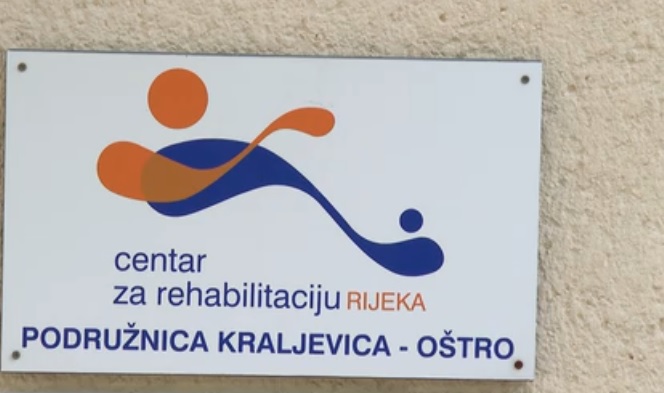 centar
za rehabilitaciju RIJEKA
PODRUŽNICA KRALJEVICA - OŠTRO